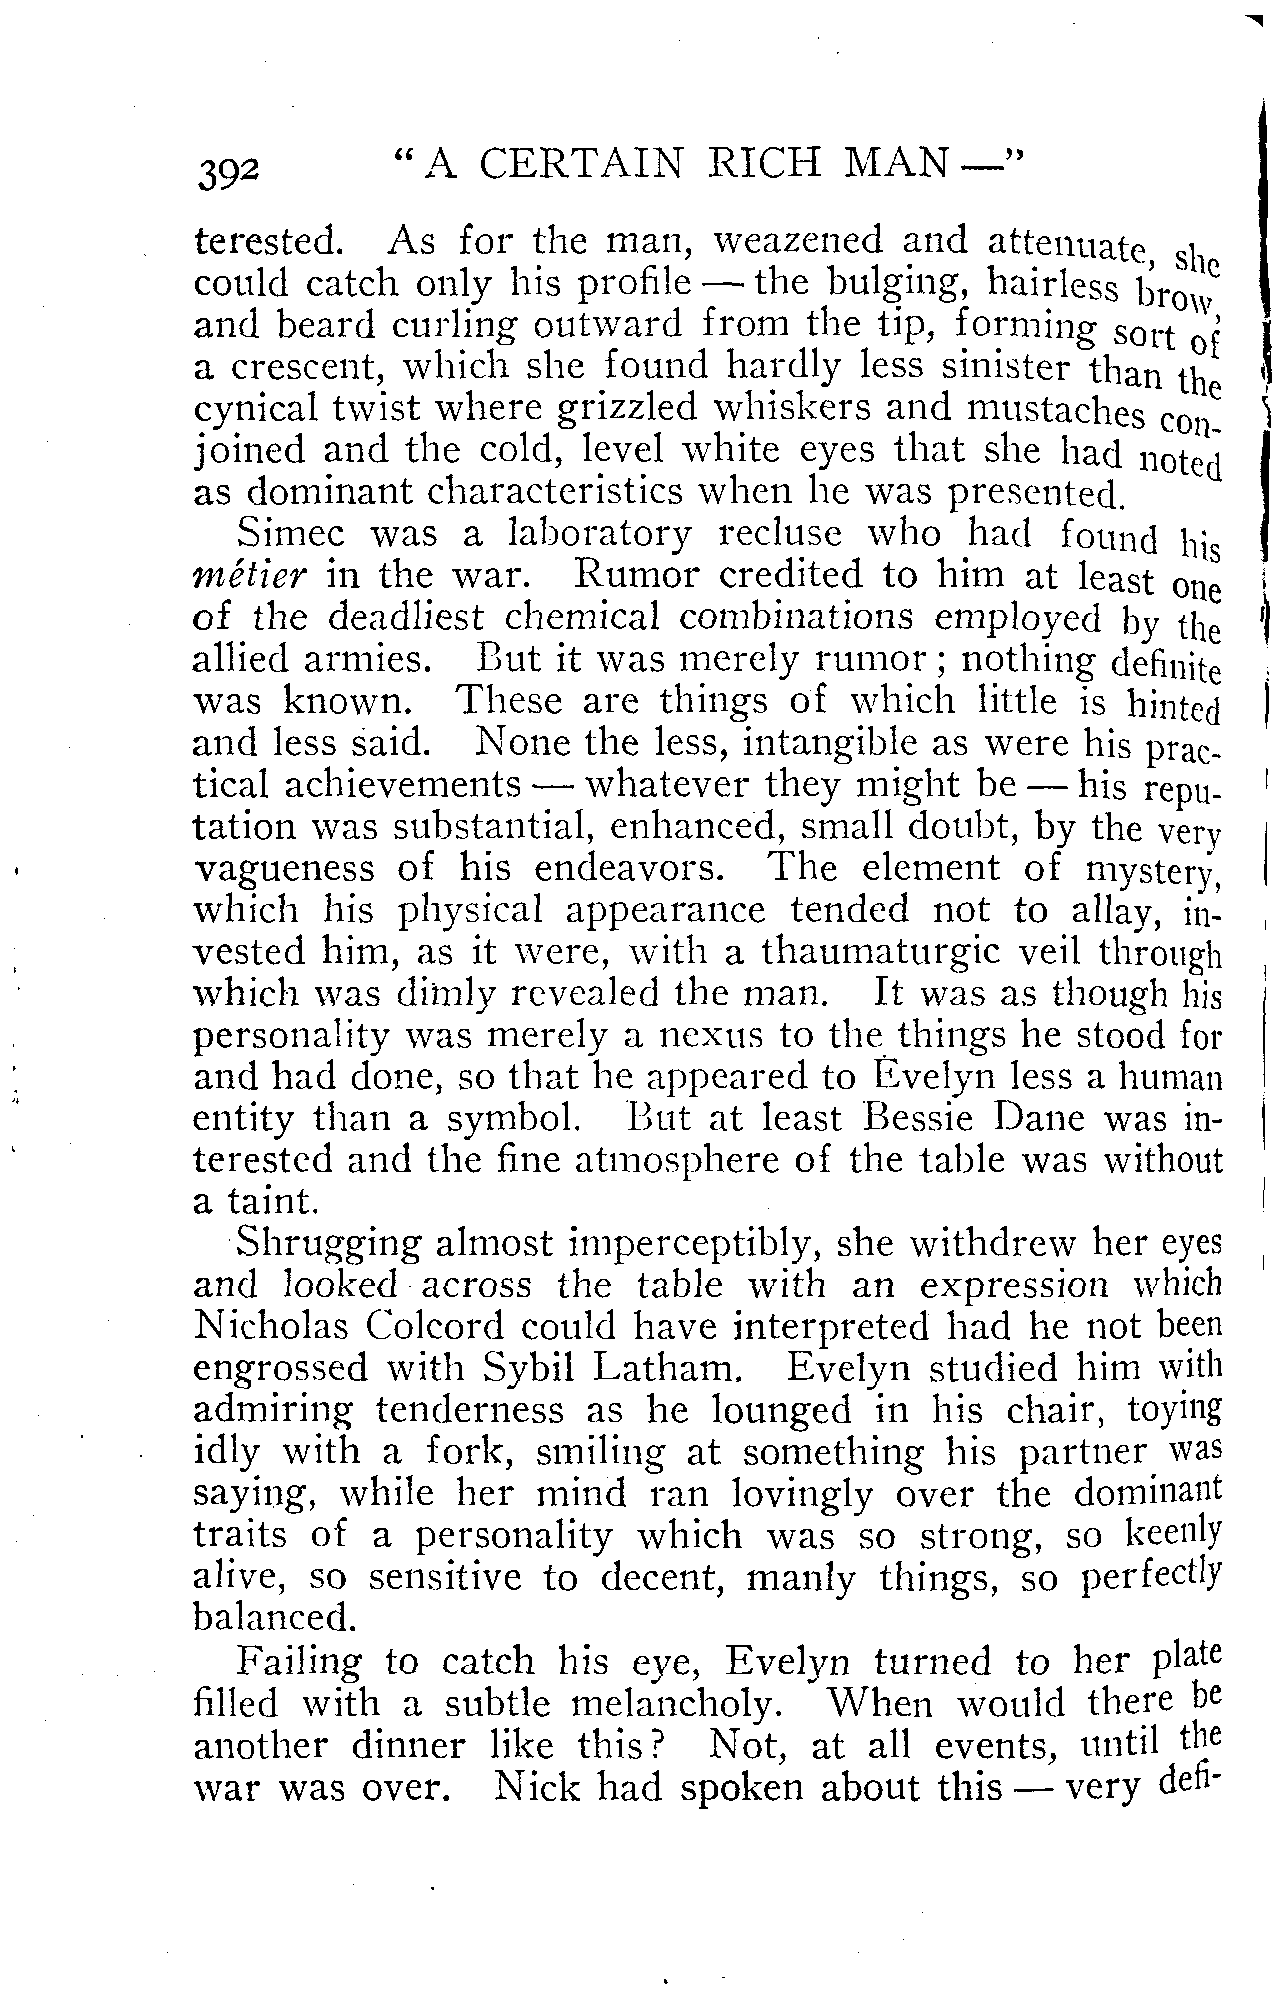 392 “ A CERTAIN RICH MAN —”
terested. As for the man, weazened and attenuate, she
could catch only his profile — the bulging, hairless brow,
and beard curling outward from the tip, forming sort of
a crescent, which she found hardly less sinister than the
cynical twist where grizzled whiskers and mustaches con-
joined and the cold, level white eyes that she had noted
as dominant characteristics when he was presented.
Simec was a laboratory recluse who had found his
métier in the war. Rumor credited to him at least one
of the deadliest chemical combinations employed by the
allied armies. But it was merely rumor ; nothing definite
was known. These are things of which little is hinted
and less said. None the less, intangible as were his prac-
tical achievements — whatever they might be — his repu-
tation was substantial, enhanced, small doubt, by the very
vagueness of his endeavors. The element of mystery,
which his physical appearance tended not to allay, in-
vested him, as it were, with a thaumaturgic veil through
which was dimly revealed the man. It was as though his
personality was merely a nexus to the things he stood for
and had done, so that he appeared to Evelyn less a human
entity than a symbol. But at least Bessie Dane was in-
terested and the fine atmosphere of the table was without
a taint.
Shrugging almost imperceptibly, she withdrew her eyes
and looked across the table with an expression which
Nicholas Colcord could have interpreted had he not been
engrossed with Sybil Latham. Evelyn studied him with
admiring tenderness as he lounged in his chair, toying
idly with a fork, smiling at something his partner was
saying, while her mind ran lovingly over the dominant
traits of a personality which was so strong, so keenly
alive, so sensitive to decent, manly things, so perfectly
balanced.
Failing to catch his eye, Evelyn turned to her plate
filled with a subtle melancholy. When would there be
another dinner like this? Not, at all events, until the
war was over. Nick had spoken about this — very defi-